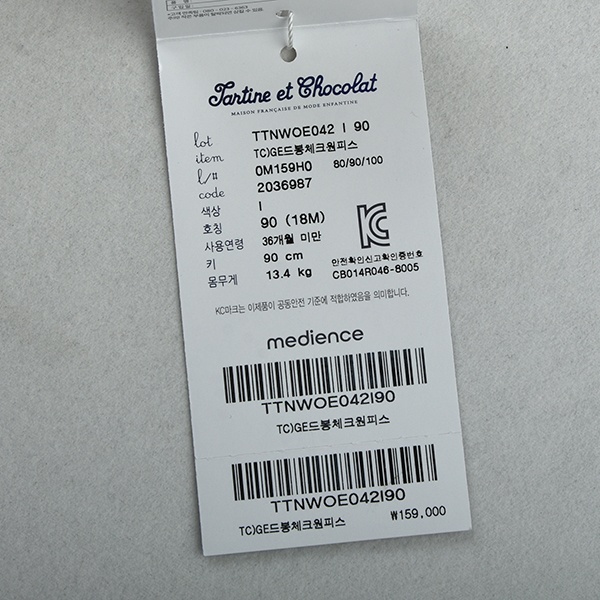 Tartine et Chocolat
MAISON FRANÇAISE DE MODE ENFANTINE
lot TTNWOE042 I 90
item TC)GE드봉체크원피스
l/# 0M159H0 80/90/100
code 2036987
색상 I
호칭 90 (18M)
사용연령 36개월 미만
키 90 cm
몸무게 13.4 kg
KC
안전확인신고확인증번호
CB014R046-8005
KC마크는 이제품이 공동안전 기준에 적합하였음을 의미합니다.
medience
TTNWOE042I90
TC)GE드봉체크원피스
TTNWOE042I90
TC)GE드봉체크원피스 ₩159,000